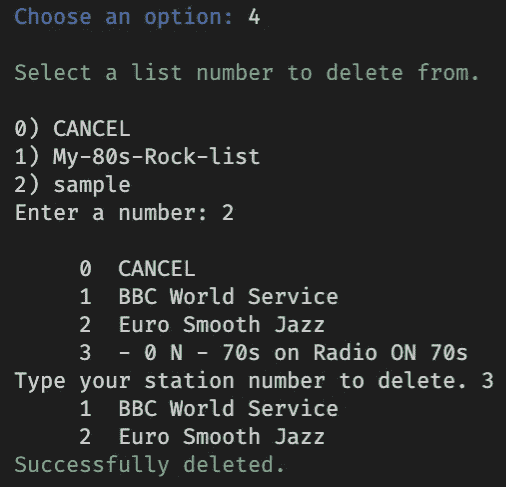 Choose an option: 4
Select a list number to delete from.
0) CANCEL
1) My-80s-Rock-list
2) sample
Enter a number: 2
0 CANCEL
1 BBC World Service
2 Euro Smooth Jazz
3 - 0 N - 70s on Radio ON 70s
Type your station number to delete. 3
1 BBC World Service
2 Euro Smooth Jazz
Successfully deleted.